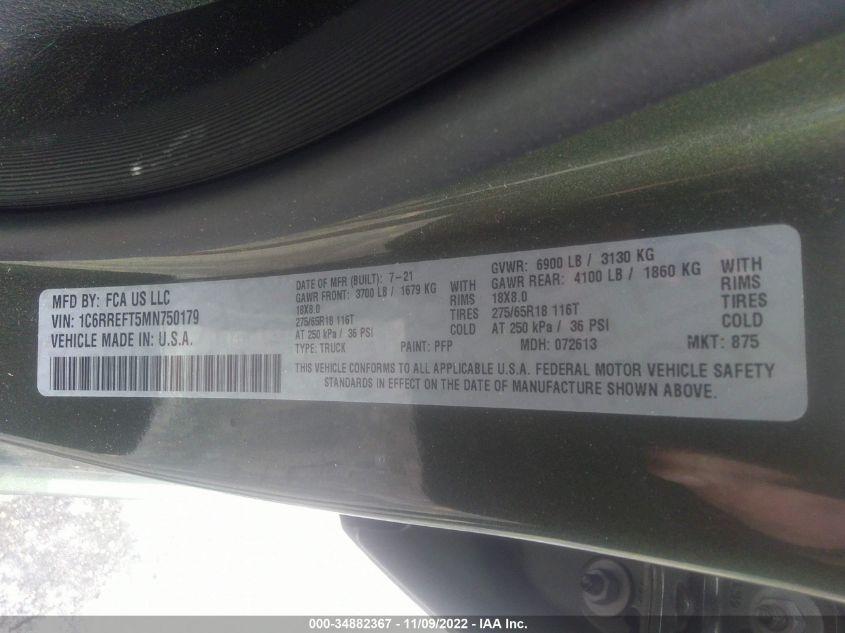 MFD BY: FCA US LLC
VIN: 1C6RREFT5MN750179
VEHICLE MADE IN: U.S.A.
DATE OF MFR (BUILT): 7-21
GAWR FRONT: 3700 LB / 1679 KG WITH
18X8.0 RIMS
275/65R18 116T TIRES
AT 250 kPa / 36 PSI COLD
TYPE: TRUCK PAINT: PFP
GVWR: 6900 LB / 3130 KG
GAWR REAR: 4100 LB / 1860 KG WITH
18X8.0 RIMS
275/65R18 116T TIRES
AT 250 kPa / 36 PSI COLD
MDH: 072613 MKT: 875
THIS VEHICLE CONFORMS TO ALL APPLICABLE U.S.A. FEDERAL MOTOR VEHICLE SAFETY
STANDARDS IN EFFECT ON THE DATE OF MANUFACTURE SHOWN ABOVE.
000-34882367 - 11/09/2022 - IAA Inc.